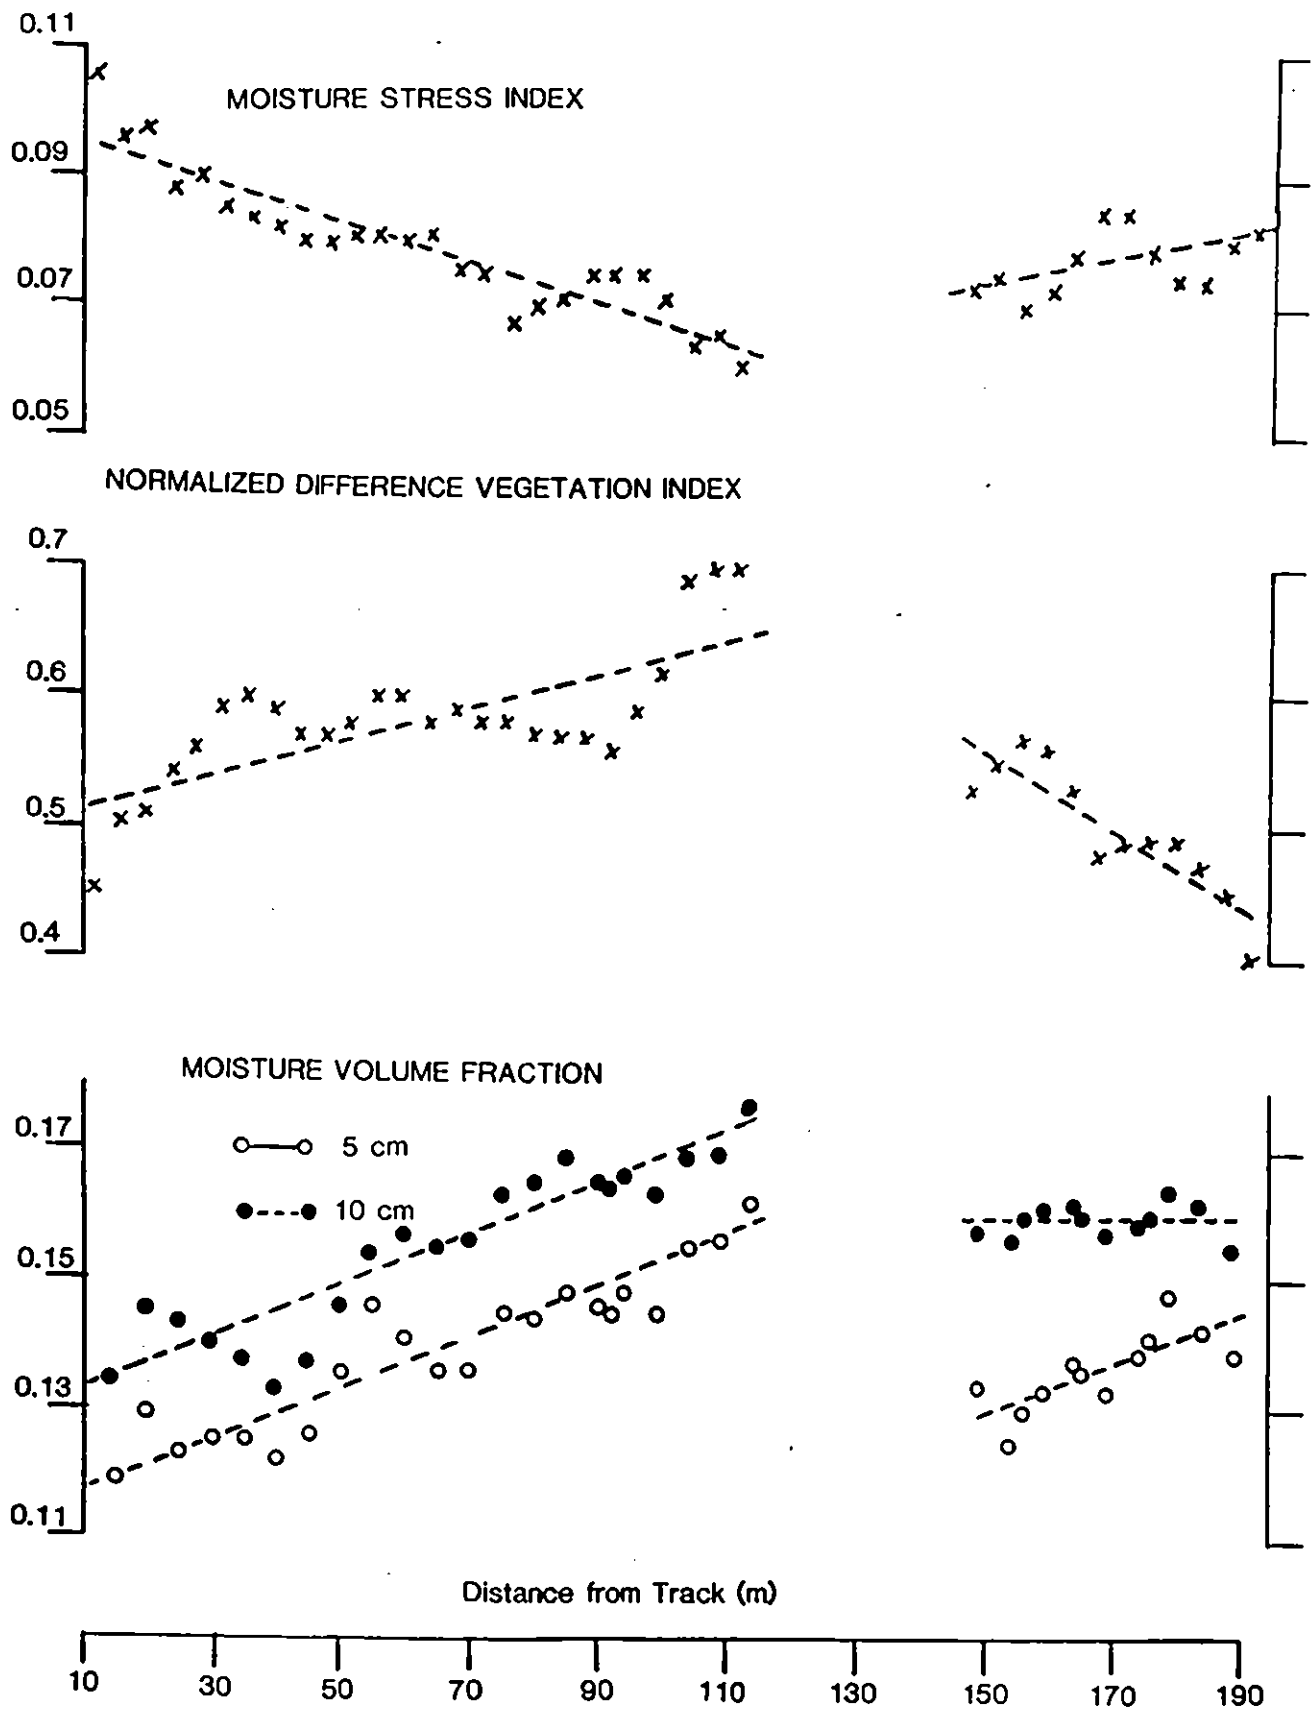 0.11
MOISTURE STRESS INDEX
0.09
0.07
0.05
NORMALIZED DIFFERENCE VEGETATION INDEX
0.7
0.6
0.5
0.4
MOISTURE VOLUME FRACTION
0.17
5 cm
10 cm
0.15
0.13
0.11
Distance from Track (m)
10 30 50 70 90 110 130 150 170 190